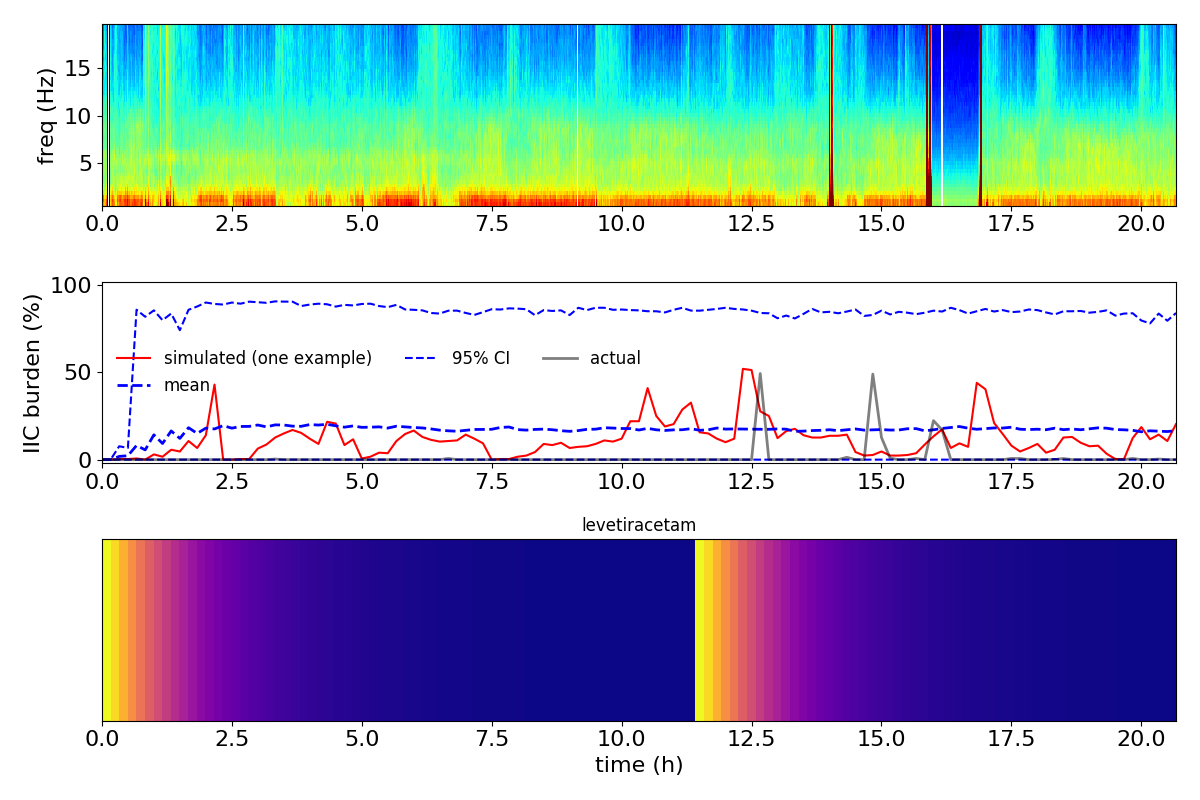 15
10
5
freq (Hz)
0.0 2.5 5.0 7.5 10.0 12.5 15.0 17.5 20.0
100
50
0
IIC burden (%)
simulated (one example) 95% CI actual
mean
0.0 2.5 5.0 7.5 10.0 12.5 15.0 17.5 20.0
levetiracetam
0.0 2.5 5.0 7.5 10.0 12.5 15.0 17.5 20.0
time (h)